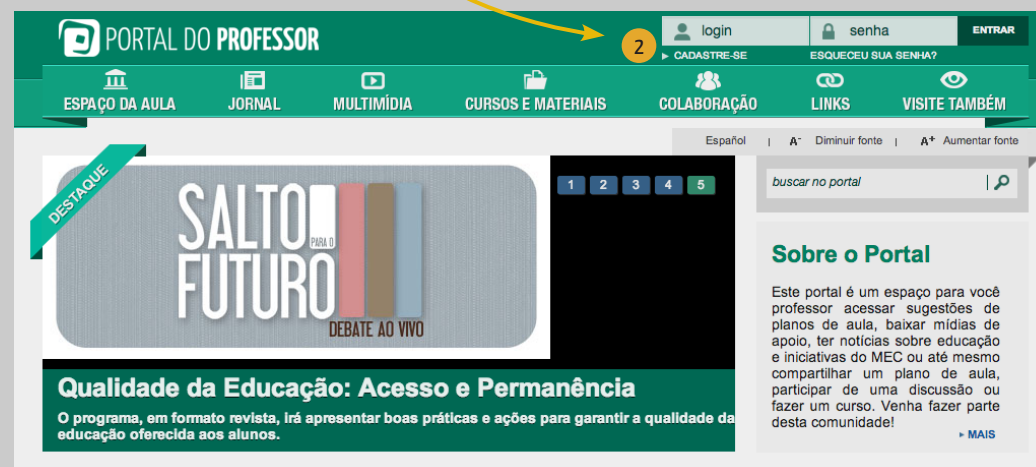 PORTAL DO PROFESSOR
login senha ENTRAR
2
CADASTRE-SE ESQUECEU SUA SENHA?
ESPAÇO DA AULA JORNAL MULTIMÍDIA CURSOS E MATERIAIS COLABORAÇÃO LINKS VISITE TAMBÉM
Español | A- Diminuir fonte | A+ Aumentar fonte
DESTAQUE
SALTO
PARA O
FUTURO
DEBATE AO VIVO
1 2 3 4 5
Qualidade da Educação: Acesso e Permanência
O programa, em formato revista, irá apresentar boas práticas e ações para garantir a qualidade da
educação oferecida aos alunos.
buscar no portal
Sobre o Portal
Este portal é um espaço para você
professor acessar sugestões de
planos de aula, baixar mídias de
apoio, ter notícias sobre educação
e iniciativas do MEC ou até mesmo
compartilhar um plano de aula,
participar de uma discussão ou
fazer um curso. Venha fazer parte
desta comunidade!
MAIS